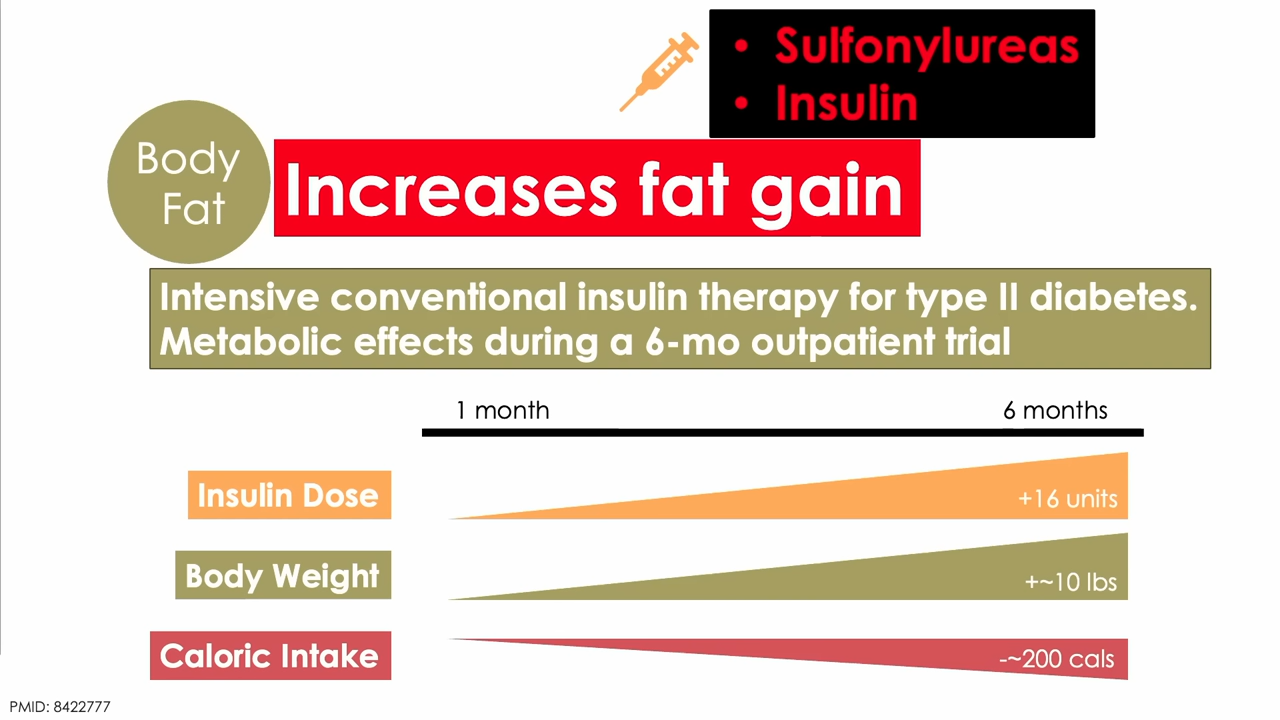 • Sulfonylureas
• Insulin
Body
Fat
Increases fat gain
Intensive conventional insulin therapy for type II diabetes.
Metabolic effects during a 6-mo outpatient trial
1 month
6 months
Insulin Dose
+16 units
Body Weight
+~10 lbs
Caloric Intake
-~200 cals
PMID: 8422777